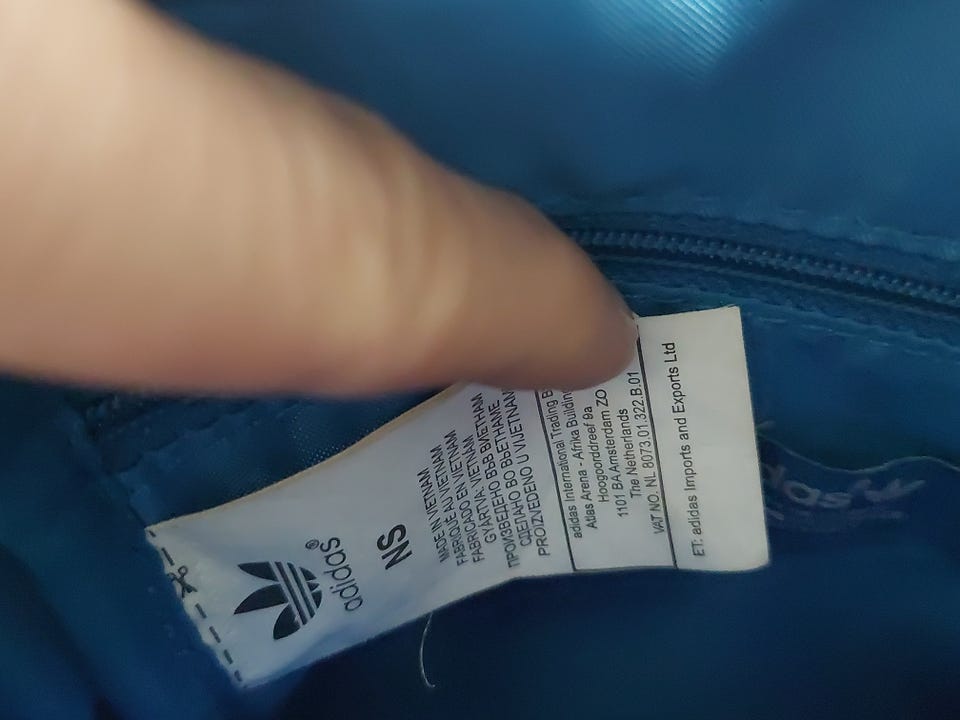 adidas®
NS
MADE IN VIETNAM
FABRIQUE AU VIETNAM
FABRICADO EN VIETNAM
GYÁRTVA, VIETNAM
ПРОИЗВЕДЕНО ВЪВ ВИЕТНАМ
СДЕЛАНО ВО ВЬЕТНАМЕ
PROIZVEDENO U VIJETNAMU
adidas International Trading
Atlas Arena - Afrika Building
Hoogoorddreef 9a
1101 BA Amsterdam ZO
The Netherlands
VAT NO. NL 8073.01.322.B.01
ET: adidas Imports and Exports Ltd
adidas